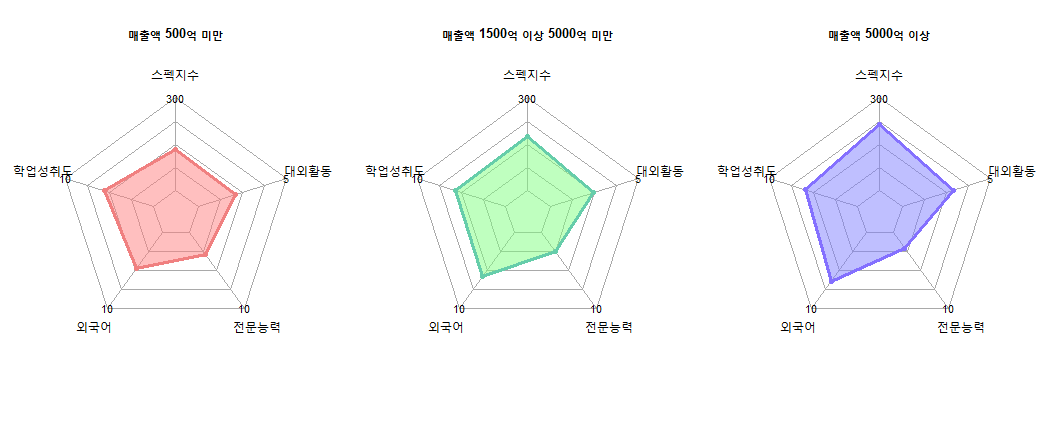 매출액 500억 미만
스펙지수
300
학업성취도
10
대외활동
5
10
외국어
10
전문능력
매출액 1500억 이상 5000억 미만
스펙지수
300
학업성취도
10
대외활동
5
10
외국어
10
전문능력
매출액 5000억 이상
스펙지수
300
학업성취도
10
대외활동
5
10
외국어
10
전문능력